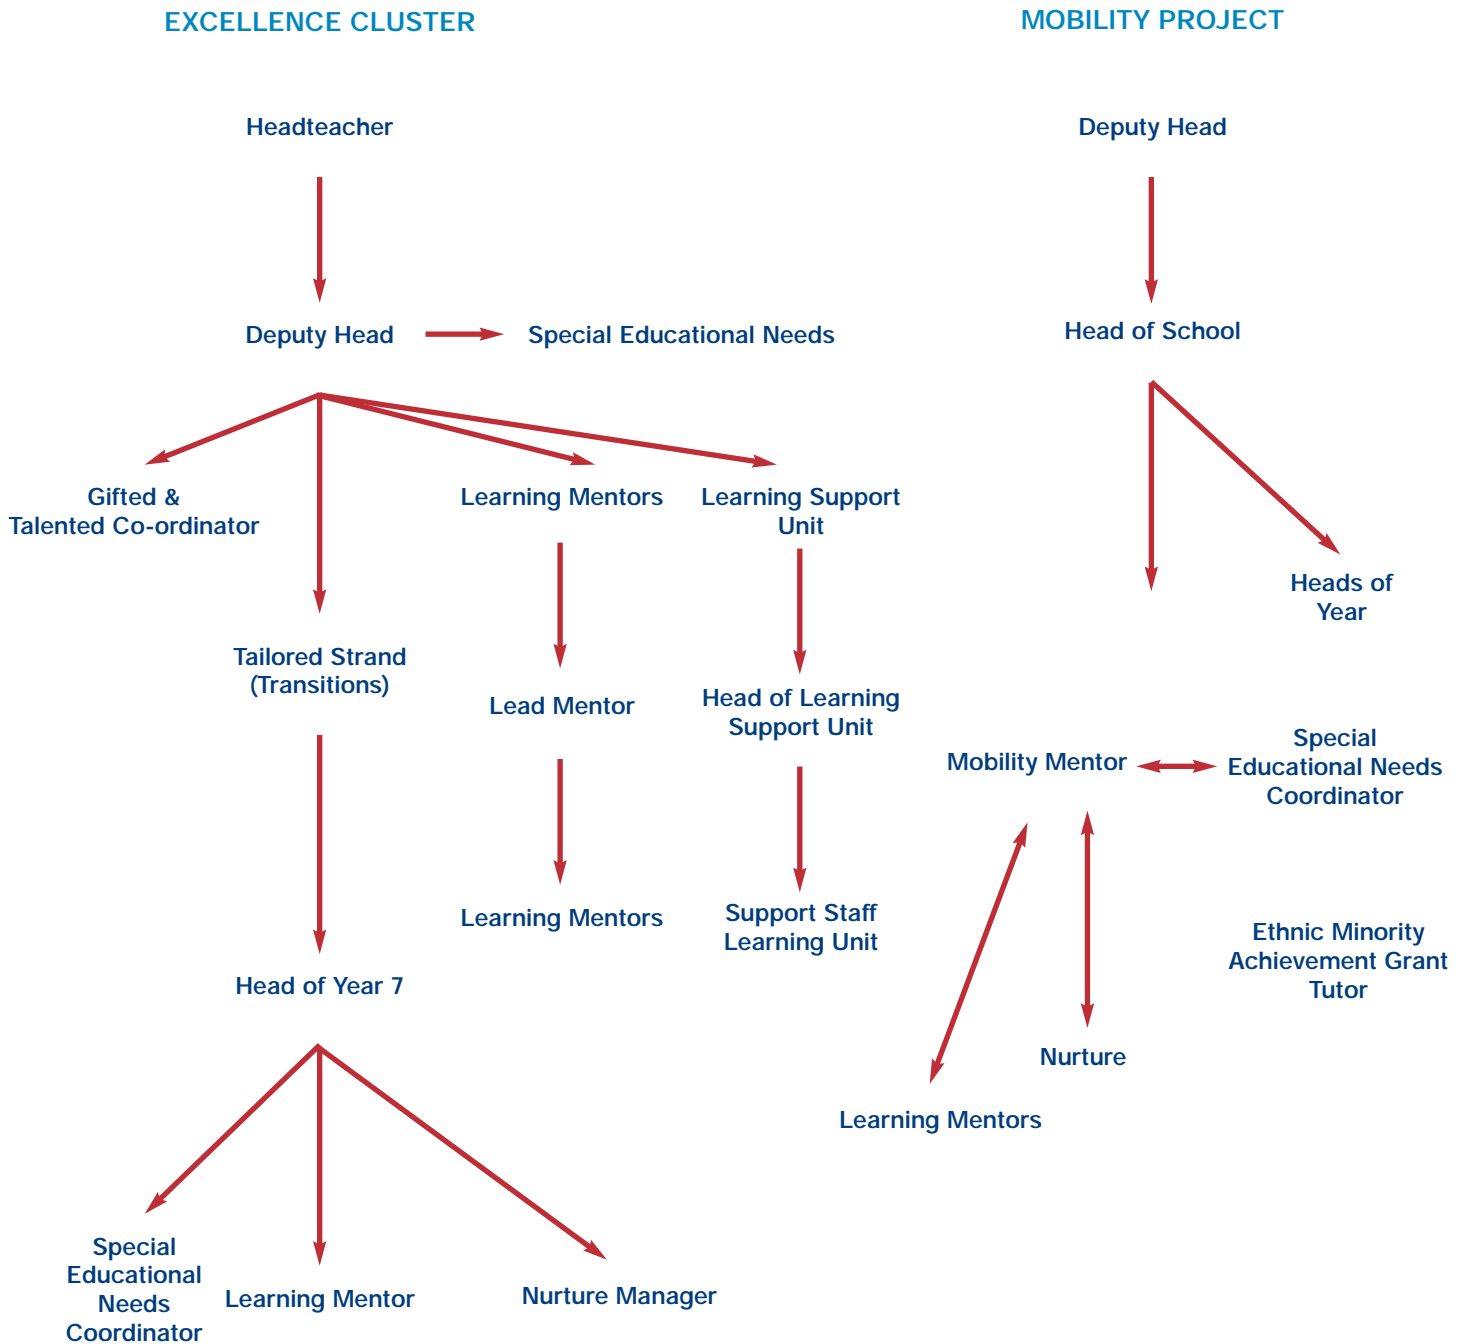 EXCELLENCE CLUSTER
Headteacher
Deputy Head
Special Educational Needs
Gifted &
Talented Co-ordinator
Learning Mentors
Learning Support
Unit
Tailored Strand
(Transitions)
Lead Mentor
Head of Learning
Support Unit
Learning Mentors
Support Staff
Learning Unit
Head of Year 7
Special
Educational
Needs
Coordinator
Learning Mentor
Nurture Manager
MOBILITY PROJECT
Deputy Head
Head of School
Heads of
Year
Mobility Mentor
Special
Educational Needs
Coordinator
Ethnic Minority
Achievement Grant
Tutor
Nurture
Learning Mentors